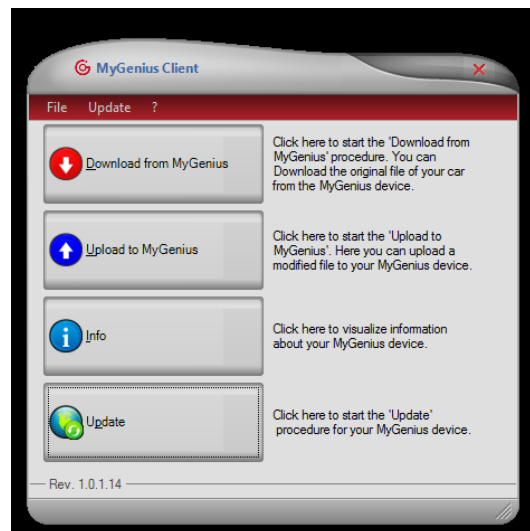 MyGenius Client
File Update ?
Download from MyGenius
Click here to start the 'Download from
MyGenius' procedure. You can
Download the original file of your car
from the MyGenius device.
Upload to MyGenius
Click here to start the 'Upload to
MyGenius'. Here you can upload a
modified file to your MyGenius device.
Info
Click here to visualize information
about your MyGenius device.
Update
Click here to start the 'Update'
procedure for your MyGenius device.
Rev. 1.0.1.14